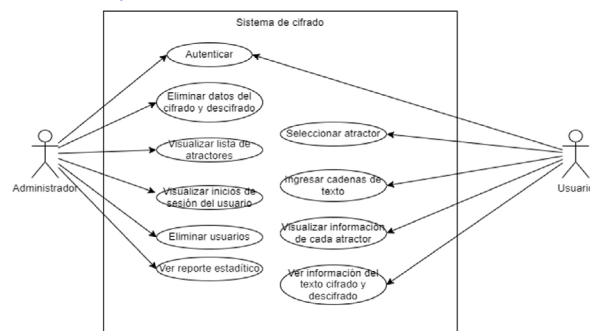 Sistema de cifrado
Autenticar
Eliminar datos del
cifrado y descifrado
Seleccionar atractor
Visualizar lista de
atractores
Administrador
Usuario
Ingresar cadenas de
texto
Visualizar inicios de
sesión del usuario
Visualizar información
de cada atractor
Eliminar usuarios
Ver reporte estadítico
Ver información del
texto cifrado y
descifrado